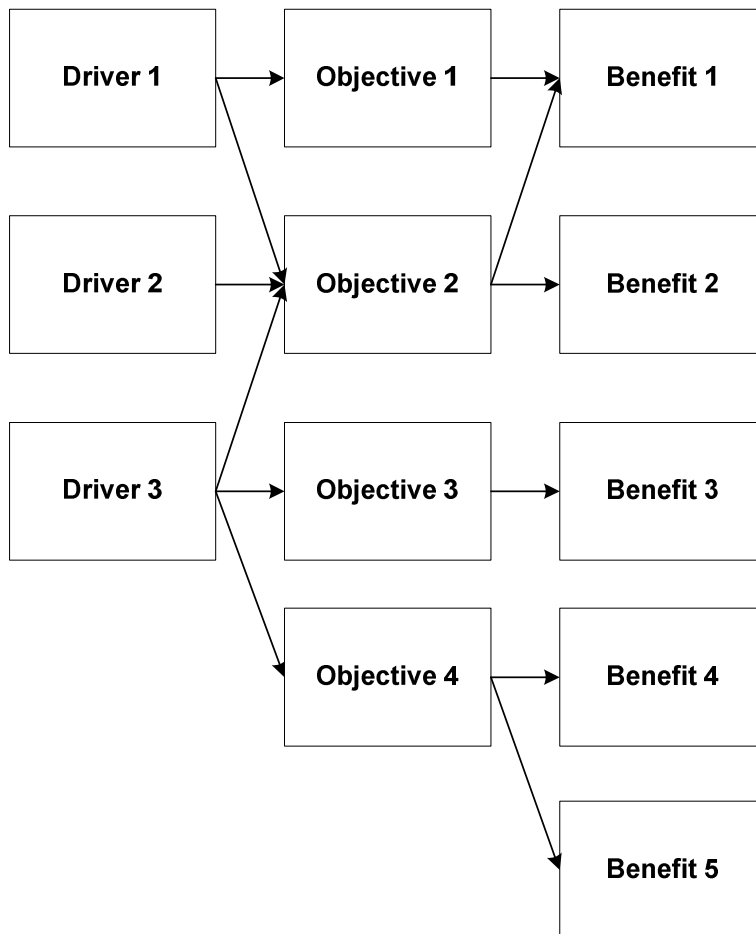 Driver 1
Objective 1
Benefit 1
Driver 2
Objective 2
Benefit 2
Driver 3
Objective 3
Benefit 3
Objective 4
Benefit 4
Benefit 5